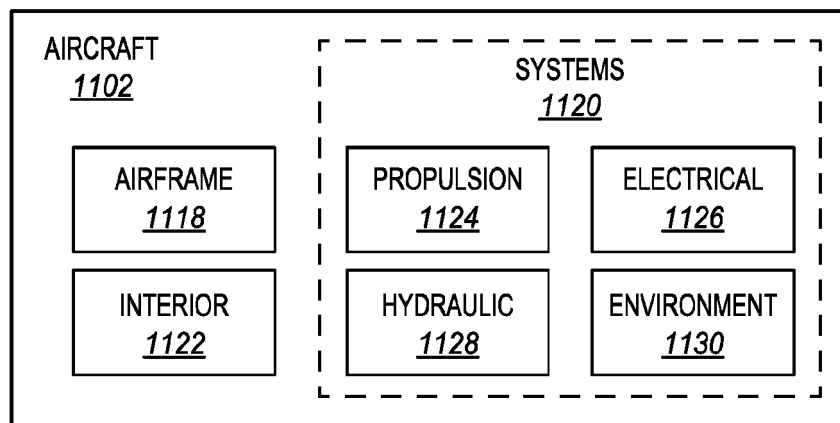 AIRCRAFT
1102
SYSTEMS
1120
AIRFRAME
1118
PROPULSION
1124
ELECTRICAL
1126
INTERIOR
1122
HYDRAULIC
1128
ENVIRONMENT
1130